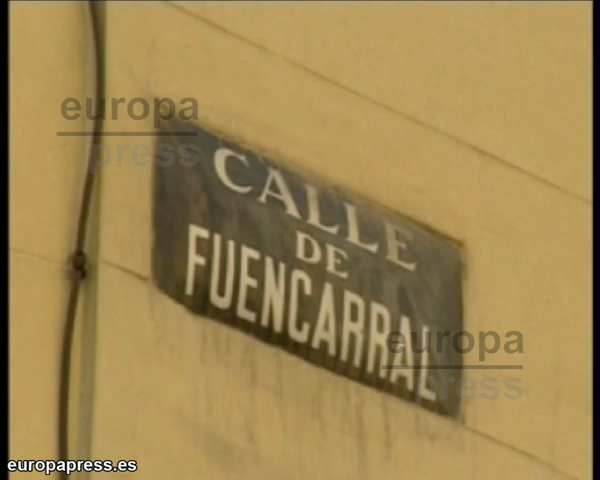 europa
press
CALLE
DE
FUENCARRAL
europa
press
europapress.es